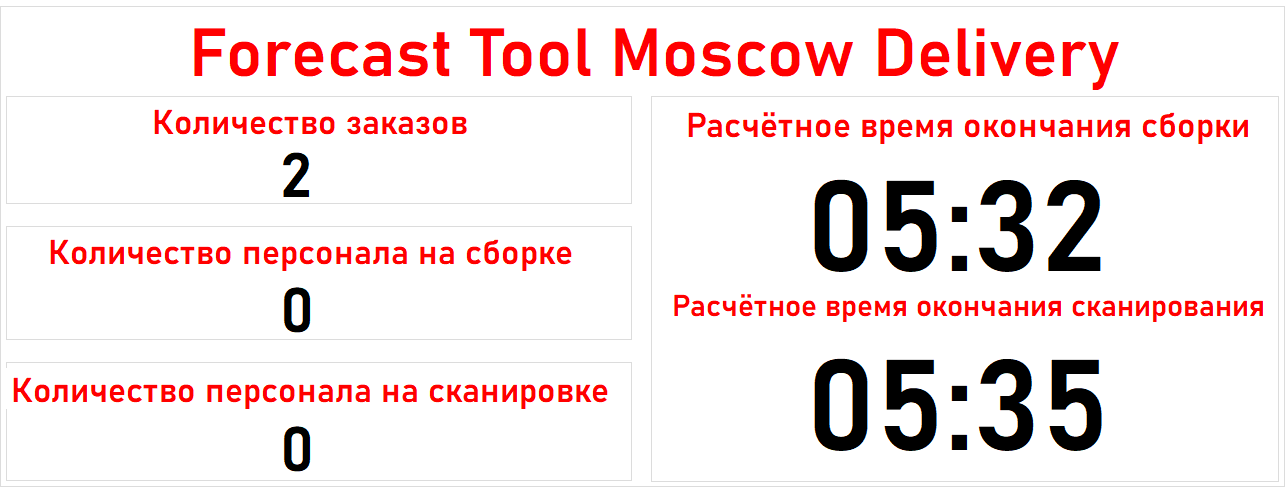 Forecast Tool Moscow Delivery
Количество заказов
2
Количество персонала на сборке
0
Количество персонала на сканировке
0
Расчётное время окончания сборки
05:32
Расчётное время окончания сканирования
05:35